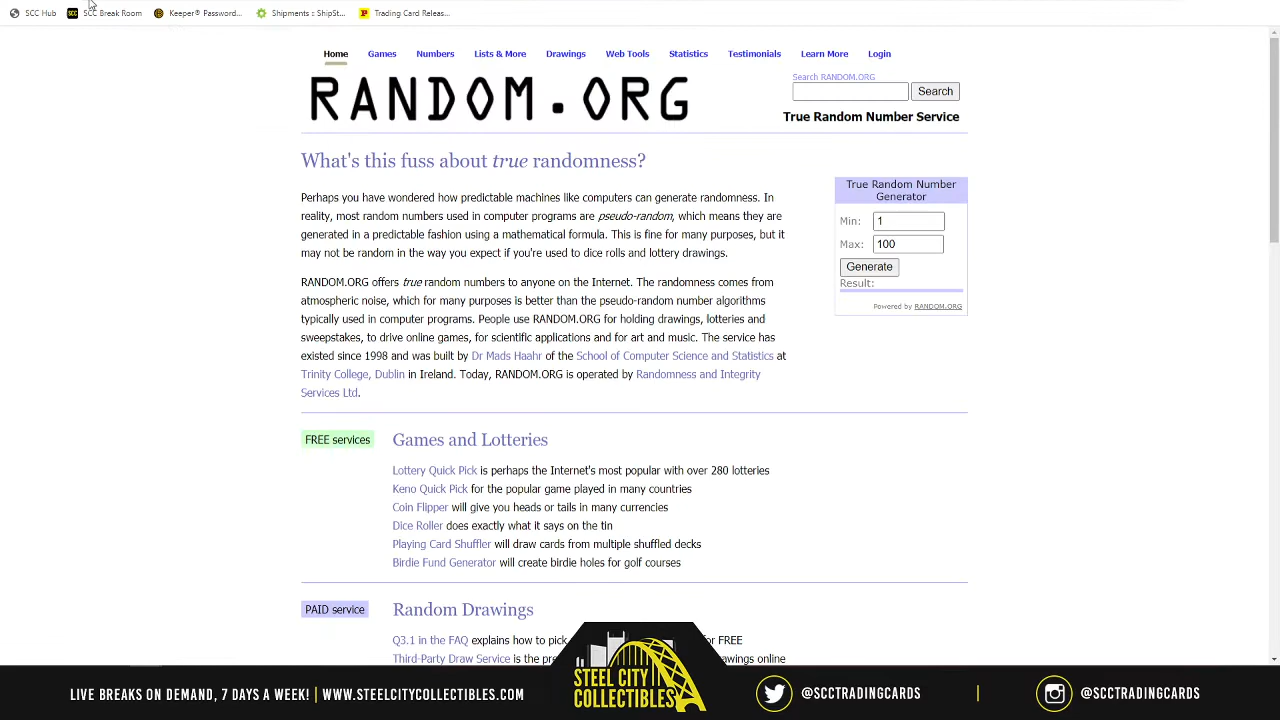 SCC Hub SCC Break Room Keeper® Password... Shipments :: ShipSt... Trading Card Releas...
Home Games Numbers Lists & More Drawings Web Tools Statistics Testimonials Learn More Login
RANDOM.ORG
Search RANDOM.ORG
Search
True Random Number Service
What's this fuss about true randomness?
Perhaps you have wondered how predictable machines like computers can generate randomness. In
reality, most random numbers used in computer programs are pseudo-random, which means they are
generated in a predictable fashion using a mathematical formula. This is fine for many purposes, but it
may not be random in the way you expect if you're used to dice rolls and lottery drawings.
RANDOM.ORG offers true random numbers to anyone on the Internet. The randomness comes from
atmospheric noise, which for many purposes is better than the pseudo-random number algorithms
typically used in computer programs. People use RANDOM.ORG for holding drawings, lotteries and
sweepstakes, to drive online games, for scientific applications and for art and music. The service has
existed since 1998 and was built by Dr Mads Haahr of the School of Computer Science and Statistics at
Trinity College, Dublin in Ireland. Today, RANDOM.ORG is operated by Randomness and Integrity
Services Ltd.
True Random Number
Generator
Min: 1
Max: 100
Generate
Result:
Powered by RANDOM.ORG
FREE services
Games and Lotteries
Lottery Quick Pick is perhaps the Internet's most popular with over 280 lotteries
Keno Quick Pick for the popular game played in many countries
Coin Flipper will give you heads or tails in many currencies
Dice Roller does exactly what it says on the tin
Playing Card Shuffler will draw cards from multiple shuffled decks
Birdie Fund Generator will create birdie holes for golf courses
PAID service
Random Drawings
Q3.1 in the FAQ explains how to pick for FREE
Third-Party Draw Service is the pre awings online
LIVE BREAKS ON DEMAND, 7 DAYS A WEEK! | WWW.STEELCITYCOLLECTIBLES.COM
STEEL CITY
COLLECTIBLES
@SCCTRADINGCARDS
@SCCTRADINGCARDS